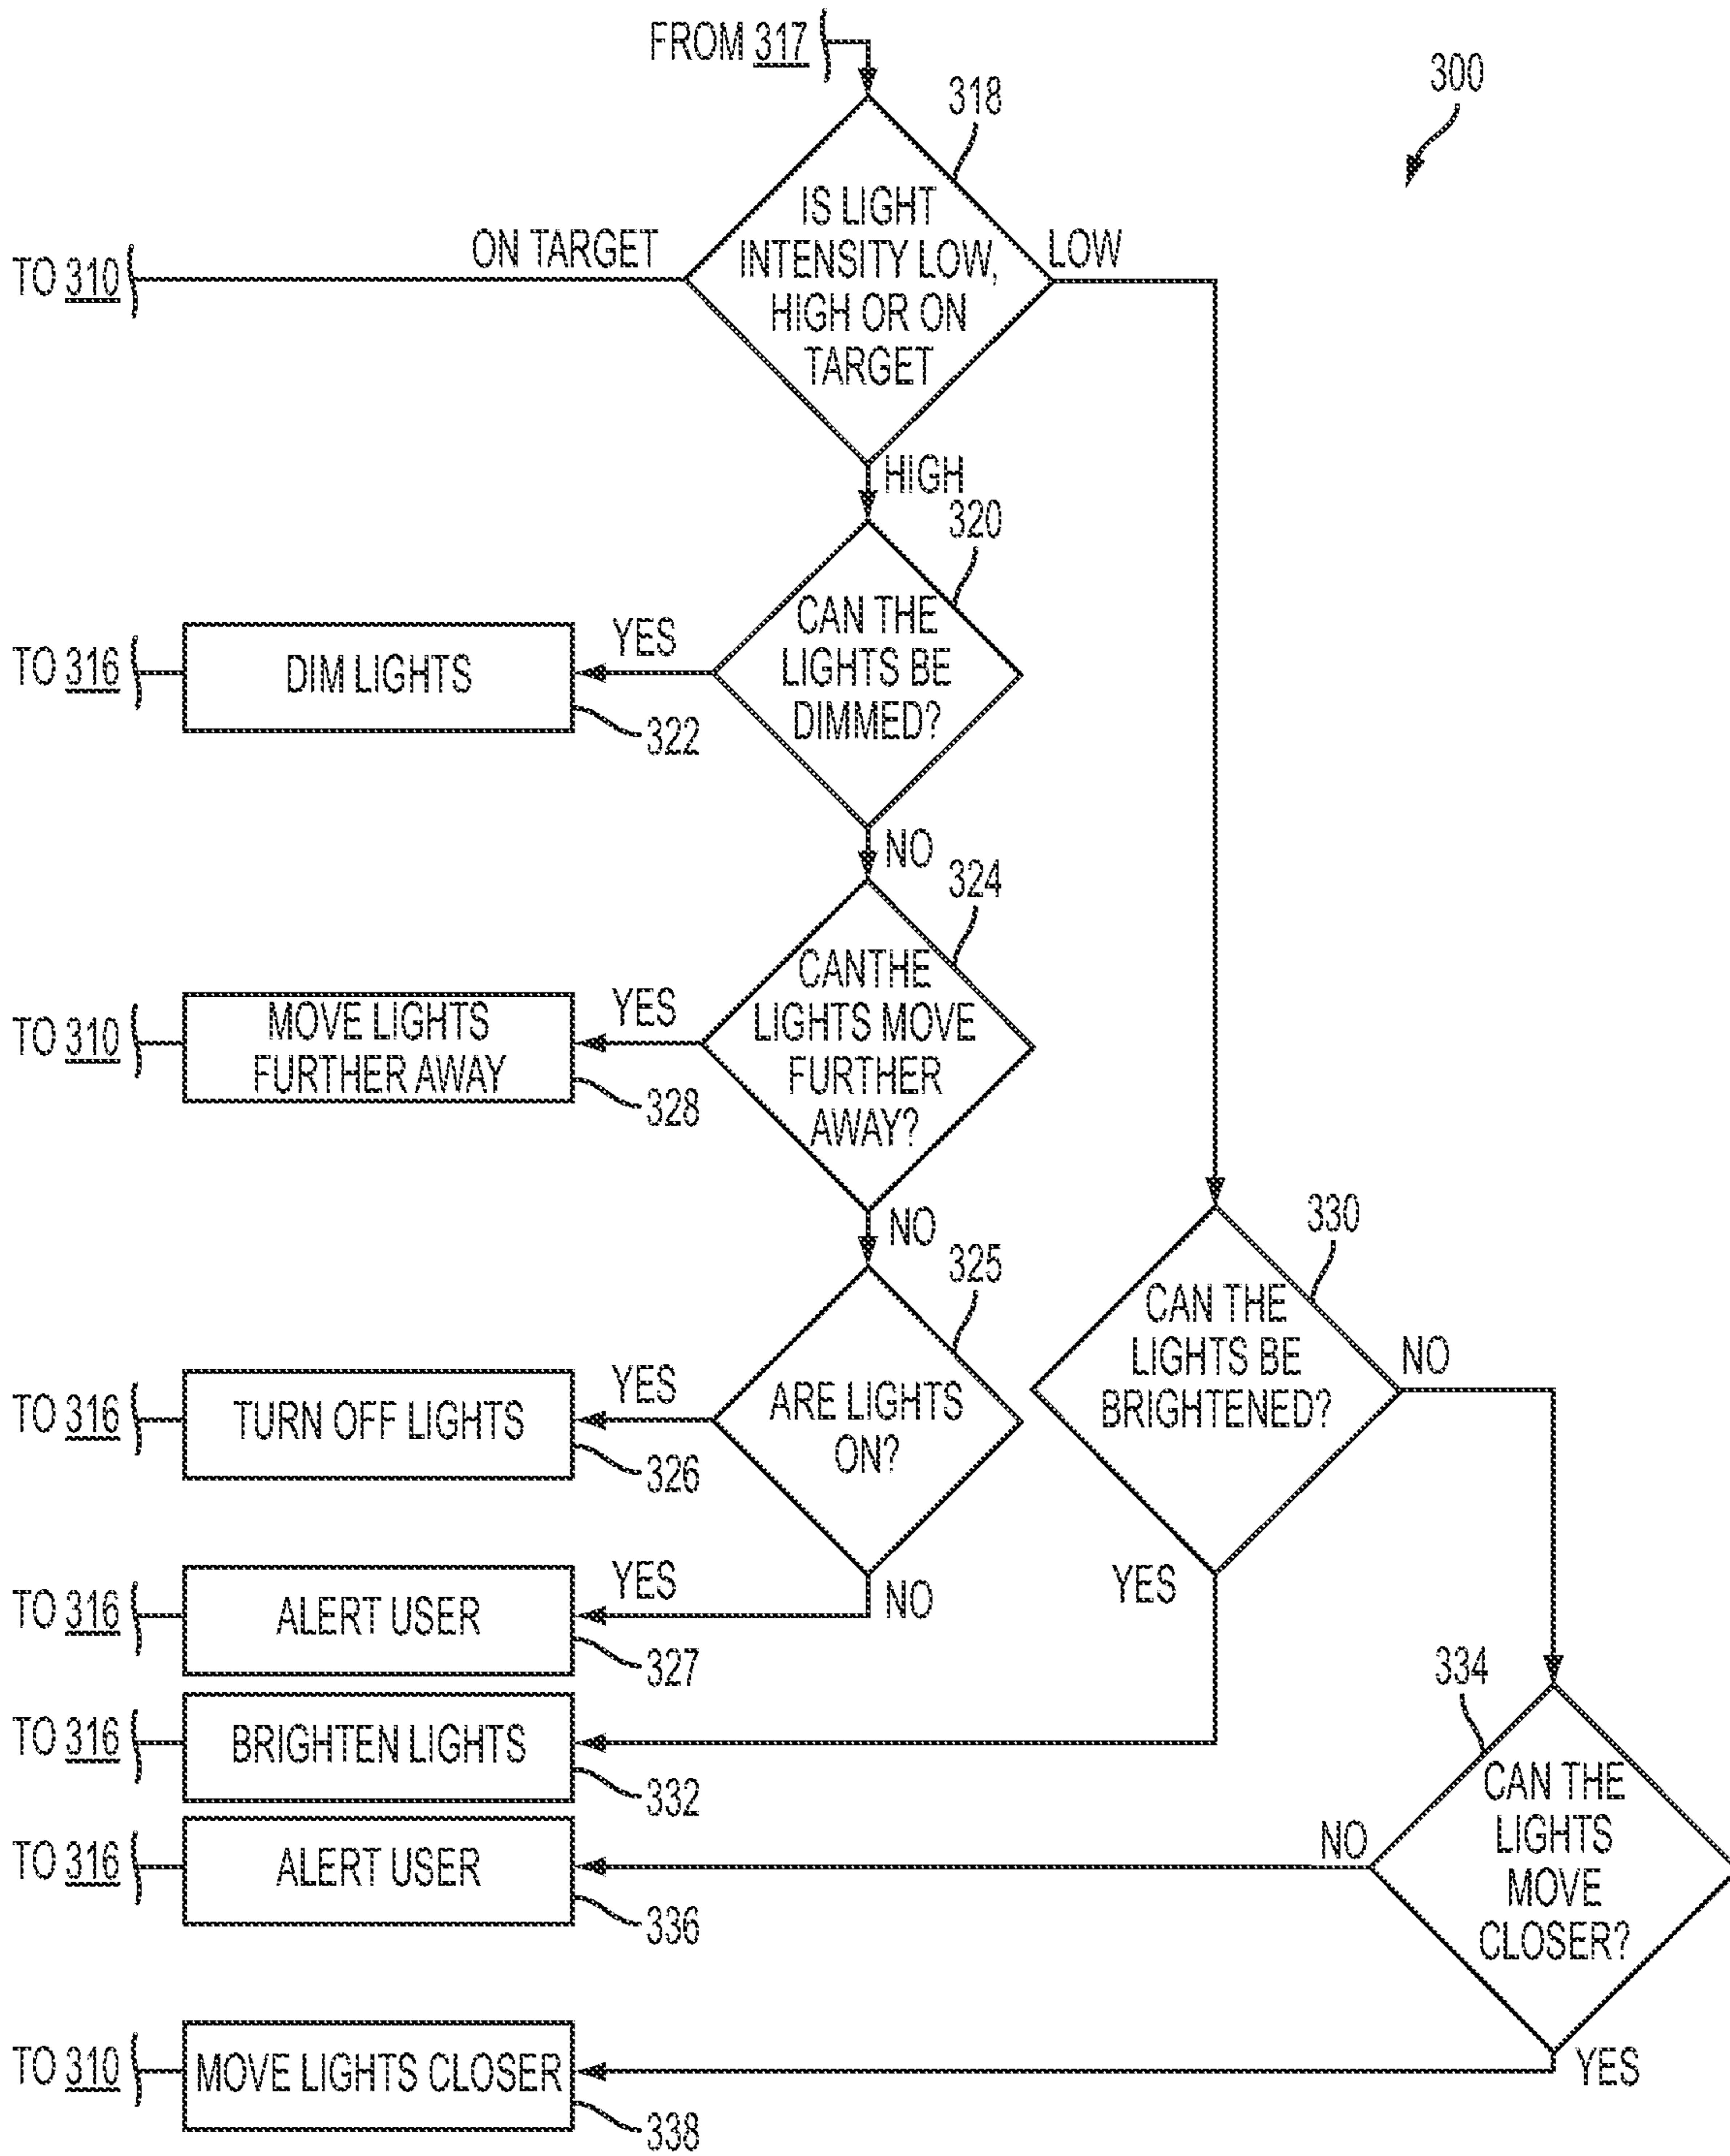 FROM 317
300
318
IS LIGHT
INTENSITY LOW,
HIGH OR ON
TARGET
ON TARGET
LOW
TO 310
HIGH
320
CAN THE
LIGHTS BE
DIMMED?
YES
DIM LIGHTS
TO 316
322
NO
324
CANTHE
LIGHTS MOVE
FURTHER
AWAY?
YES
MOVE LIGHTS
FURTHER AWAY
TO 310
328
NO
325
ARE LIGHTS
ON?
YES
TURN OFF LIGHTS
TO 316
326
NO
YES
ALERT USER
TO 316
327
330
CAN THE
LIGHTS BE
BRIGHTENED?
NO
YES
BRIGHTEN LIGHTS
TO 316
332
334
CAN THE
LIGHTS
MOVE
CLOSER?
NO
ALERT USER
TO 316
336
YES
MOVE LIGHTS CLOSER
TO 310
338